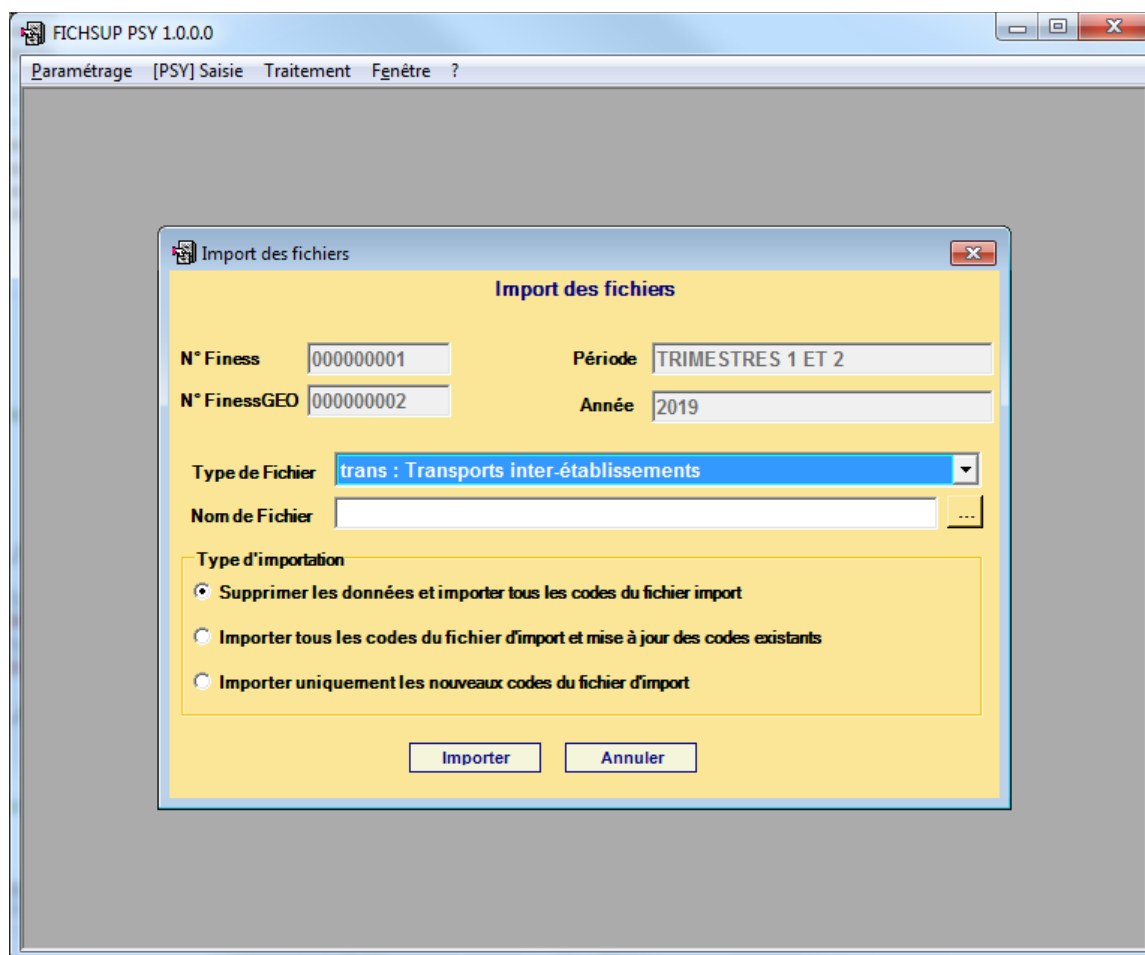 FICHSUP PSY 1.0.0.0
Paramétrage [PSY] Saisie Traitement Fenêtre ?
Import des fichiers
Import des fichiers
N° Finess 000000001 Période TRIMESTRES 1 ET 2
N° FinessGEO 000000002 Année 2019
Type de Fichier trans : Transports inter-établissements
Nom de Fichier ...
Type d'importation
Supprimer les données et importer tous les codes du fichier import
Importer tous les codes du fichier d'import et mise à jour des codes existants
Importer uniquement les nouveaux codes du fichier d'import
Importer Annuler